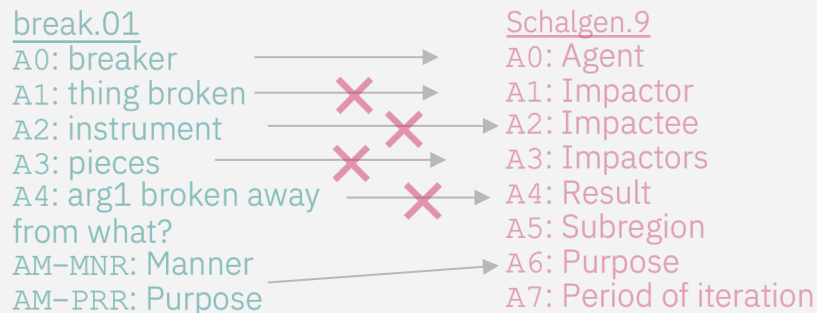 break.01
A0: breaker
A1: thing broken
A2: instrument
A3: pieces
A4: arg1 broken away
from what?
AM-MNR: Manner
AM-PRR: Purpose
Schalgen.9
A0: Agent
A1: Impactor
A2: Impactee
A3: Impactors
A4: Result
A5: Subregion
A6: Purpose
A7: Period of iteration